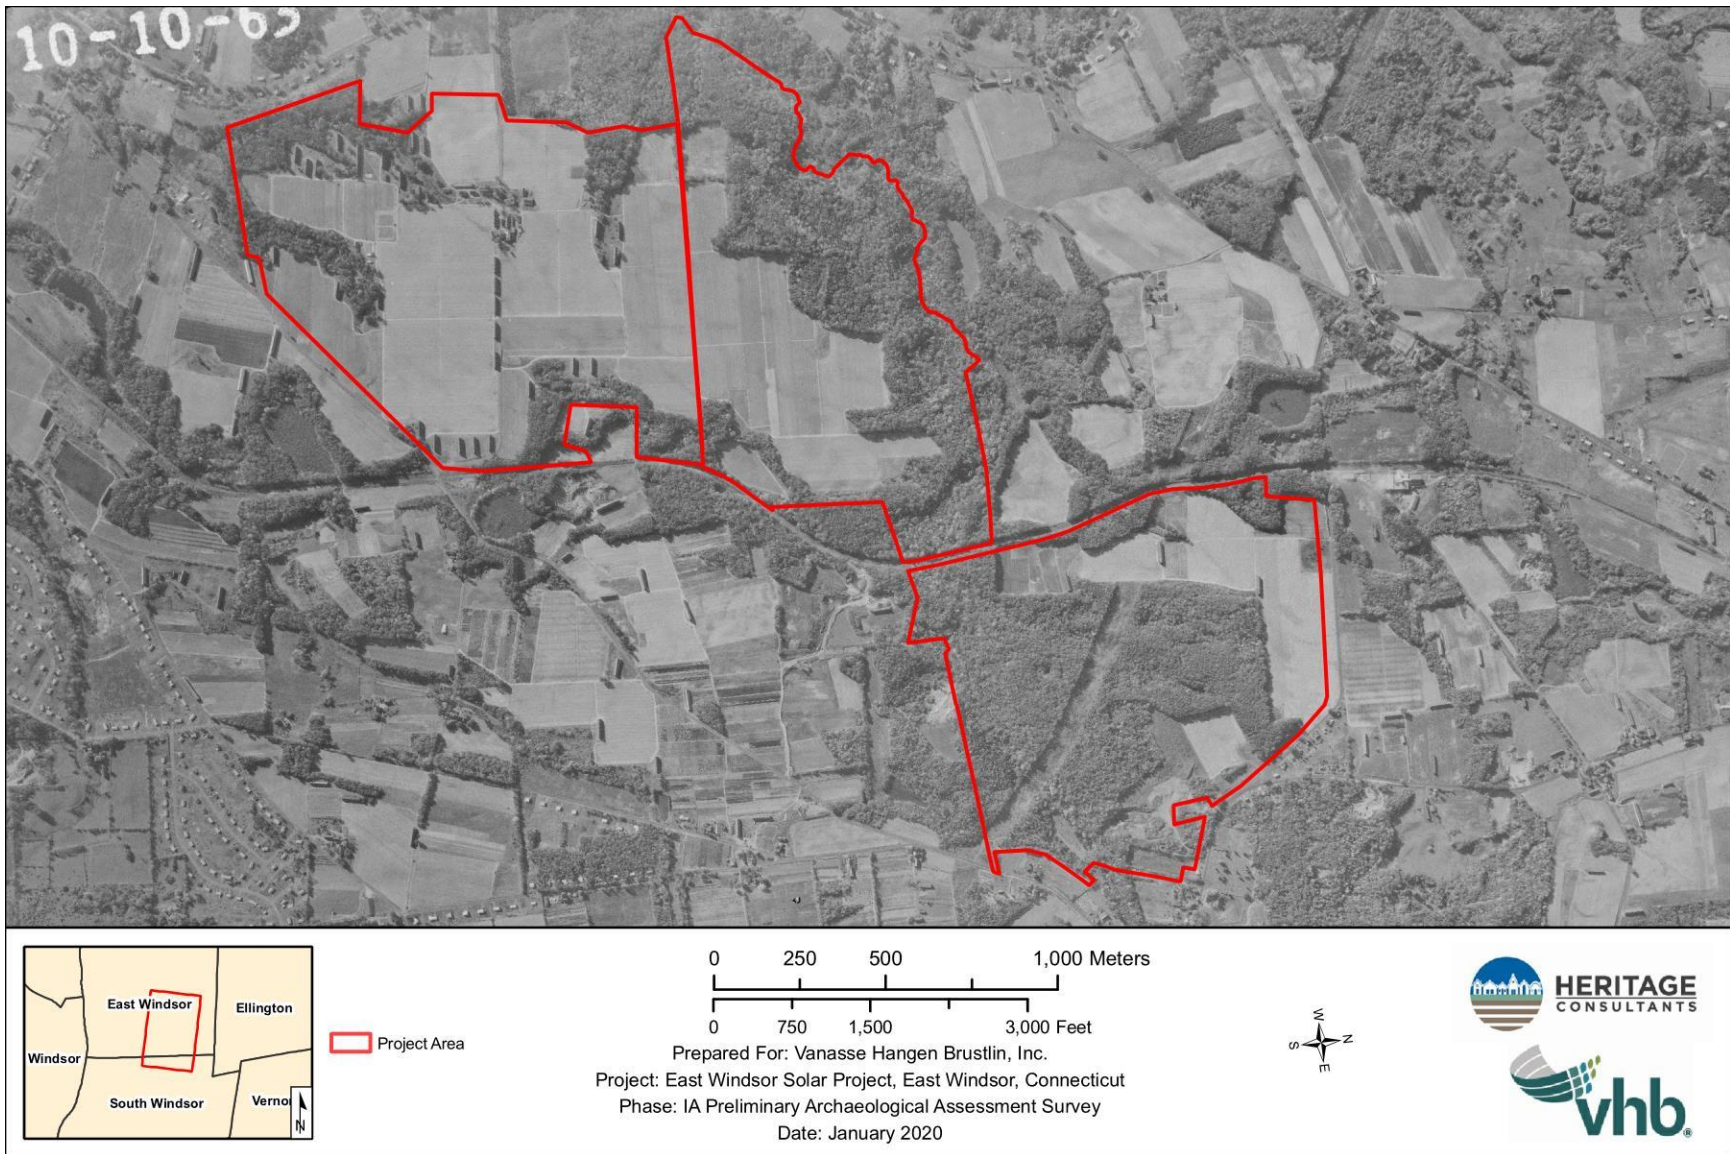 10-10-65
East Windsor
Ellington
Windsor
South Windsor
Vernon
N
Project Area
0 250 500 1,000 Meters
0 750 1,500 3,000 Feet
Prepared For: Vanasse Hangen Brustlin, Inc.
Project: East Windsor Solar Project, East Windsor, Connecticut
Phase: IA Preliminary Archaeological Assessment Survey
Date: January 2020
W
N
S
E
HERITAGE
CONSULTANTS
vhb®